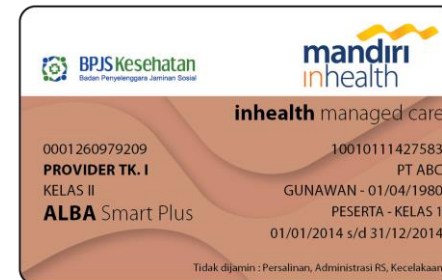 BPJS Kesehatan
Badan Penyelenggara Jaminan Sosial
mandiri
inhealth
inhealth managed care
0001260979209
PROVIDER TK. I
KELAS II
ALBA Smart Plus
10010111427583
PT ABC
GUNAWAN - 01/04/1980
PESERTA - KELAS 1
01/01/2014 s/d 31/12/2014
Tidak dijamin : Persalinan, Administrasi RS, Kecelakaan